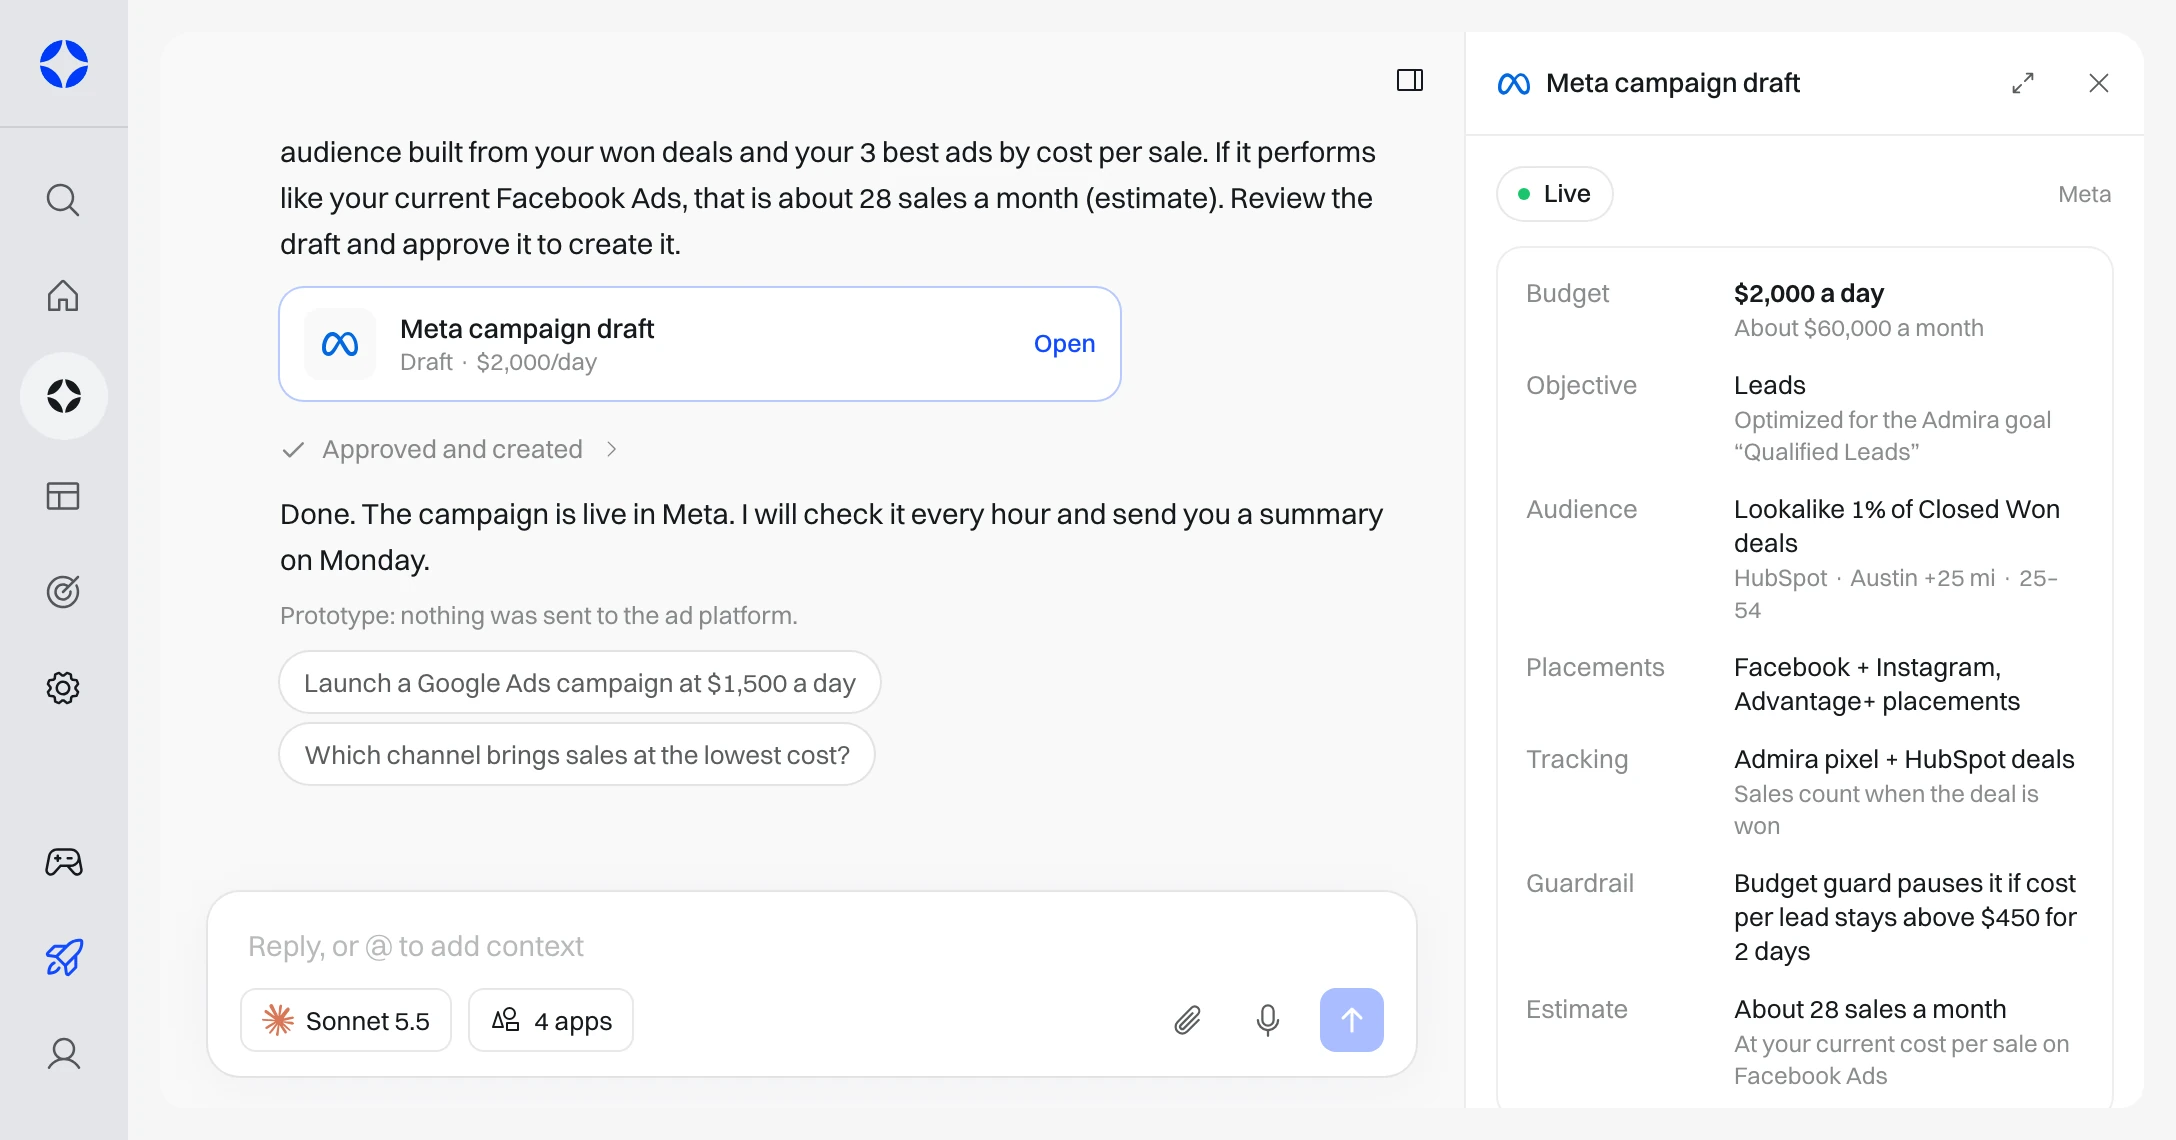 audience built from your won deals and your 3 best ads by cost per sale. If it performs
like your current Facebook Ads, that is about 28 sales a month (estimate). Review the
draft and approve it to create it.
Meta campaign draft
Draft · $2,000/day
Open
Approved and created
Done. The campaign is live in Meta. I will check it every hour and send you a summary
on Monday.
Prototype: nothing was sent to the ad platform.
Launch a Google Ads campaign at $1,500 a day
Which channel brings sales at the lowest cost?
Reply, or @ to add context
Sonnet 5.5
4 apps
Meta campaign draft
Live
Meta
Budget
$2,000 a day
About $60,000 a month
Objective
Leads
Optimized for the Admira goal
“Qualified Leads”
Audience
Lookalike 1% of Closed Won
deals
HubSpot · Austin +25 mi · 25–
54
Placements
Facebook + Instagram,
Advantage+ placements
Tracking
Admira pixel + HubSpot deals
Sales count when the deal is
won
Guardrail
Budget guard pauses it if cost
per lead stays above $450 for
2 days
Estimate
About 28 sales a month
At your current cost per sale on
Facebook Ads